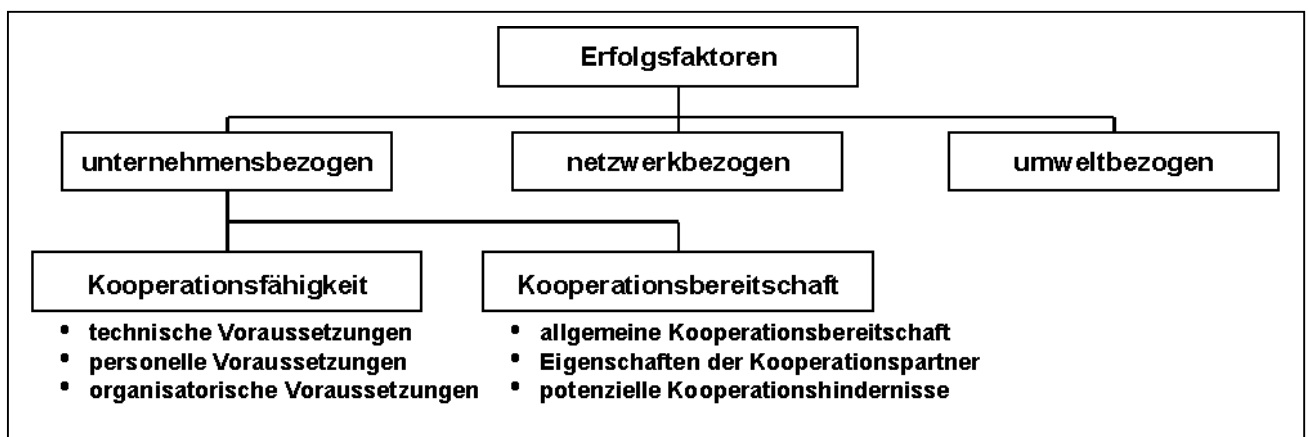 Erfolgsfaktoren
unternehmensbezogen
netzwerkbezogen
umweltbezogen
Kooperationsfähigkeit
• technische Voraussetzungen
• personelle Voraussetzungen
• organisatorische Voraussetzungen
Kooperationsbereitschaft
• allgemeine Kooperationsbereitschaft
• Eigenschaften der Kooperationspartner
• potenzielle Kooperationshindernisse